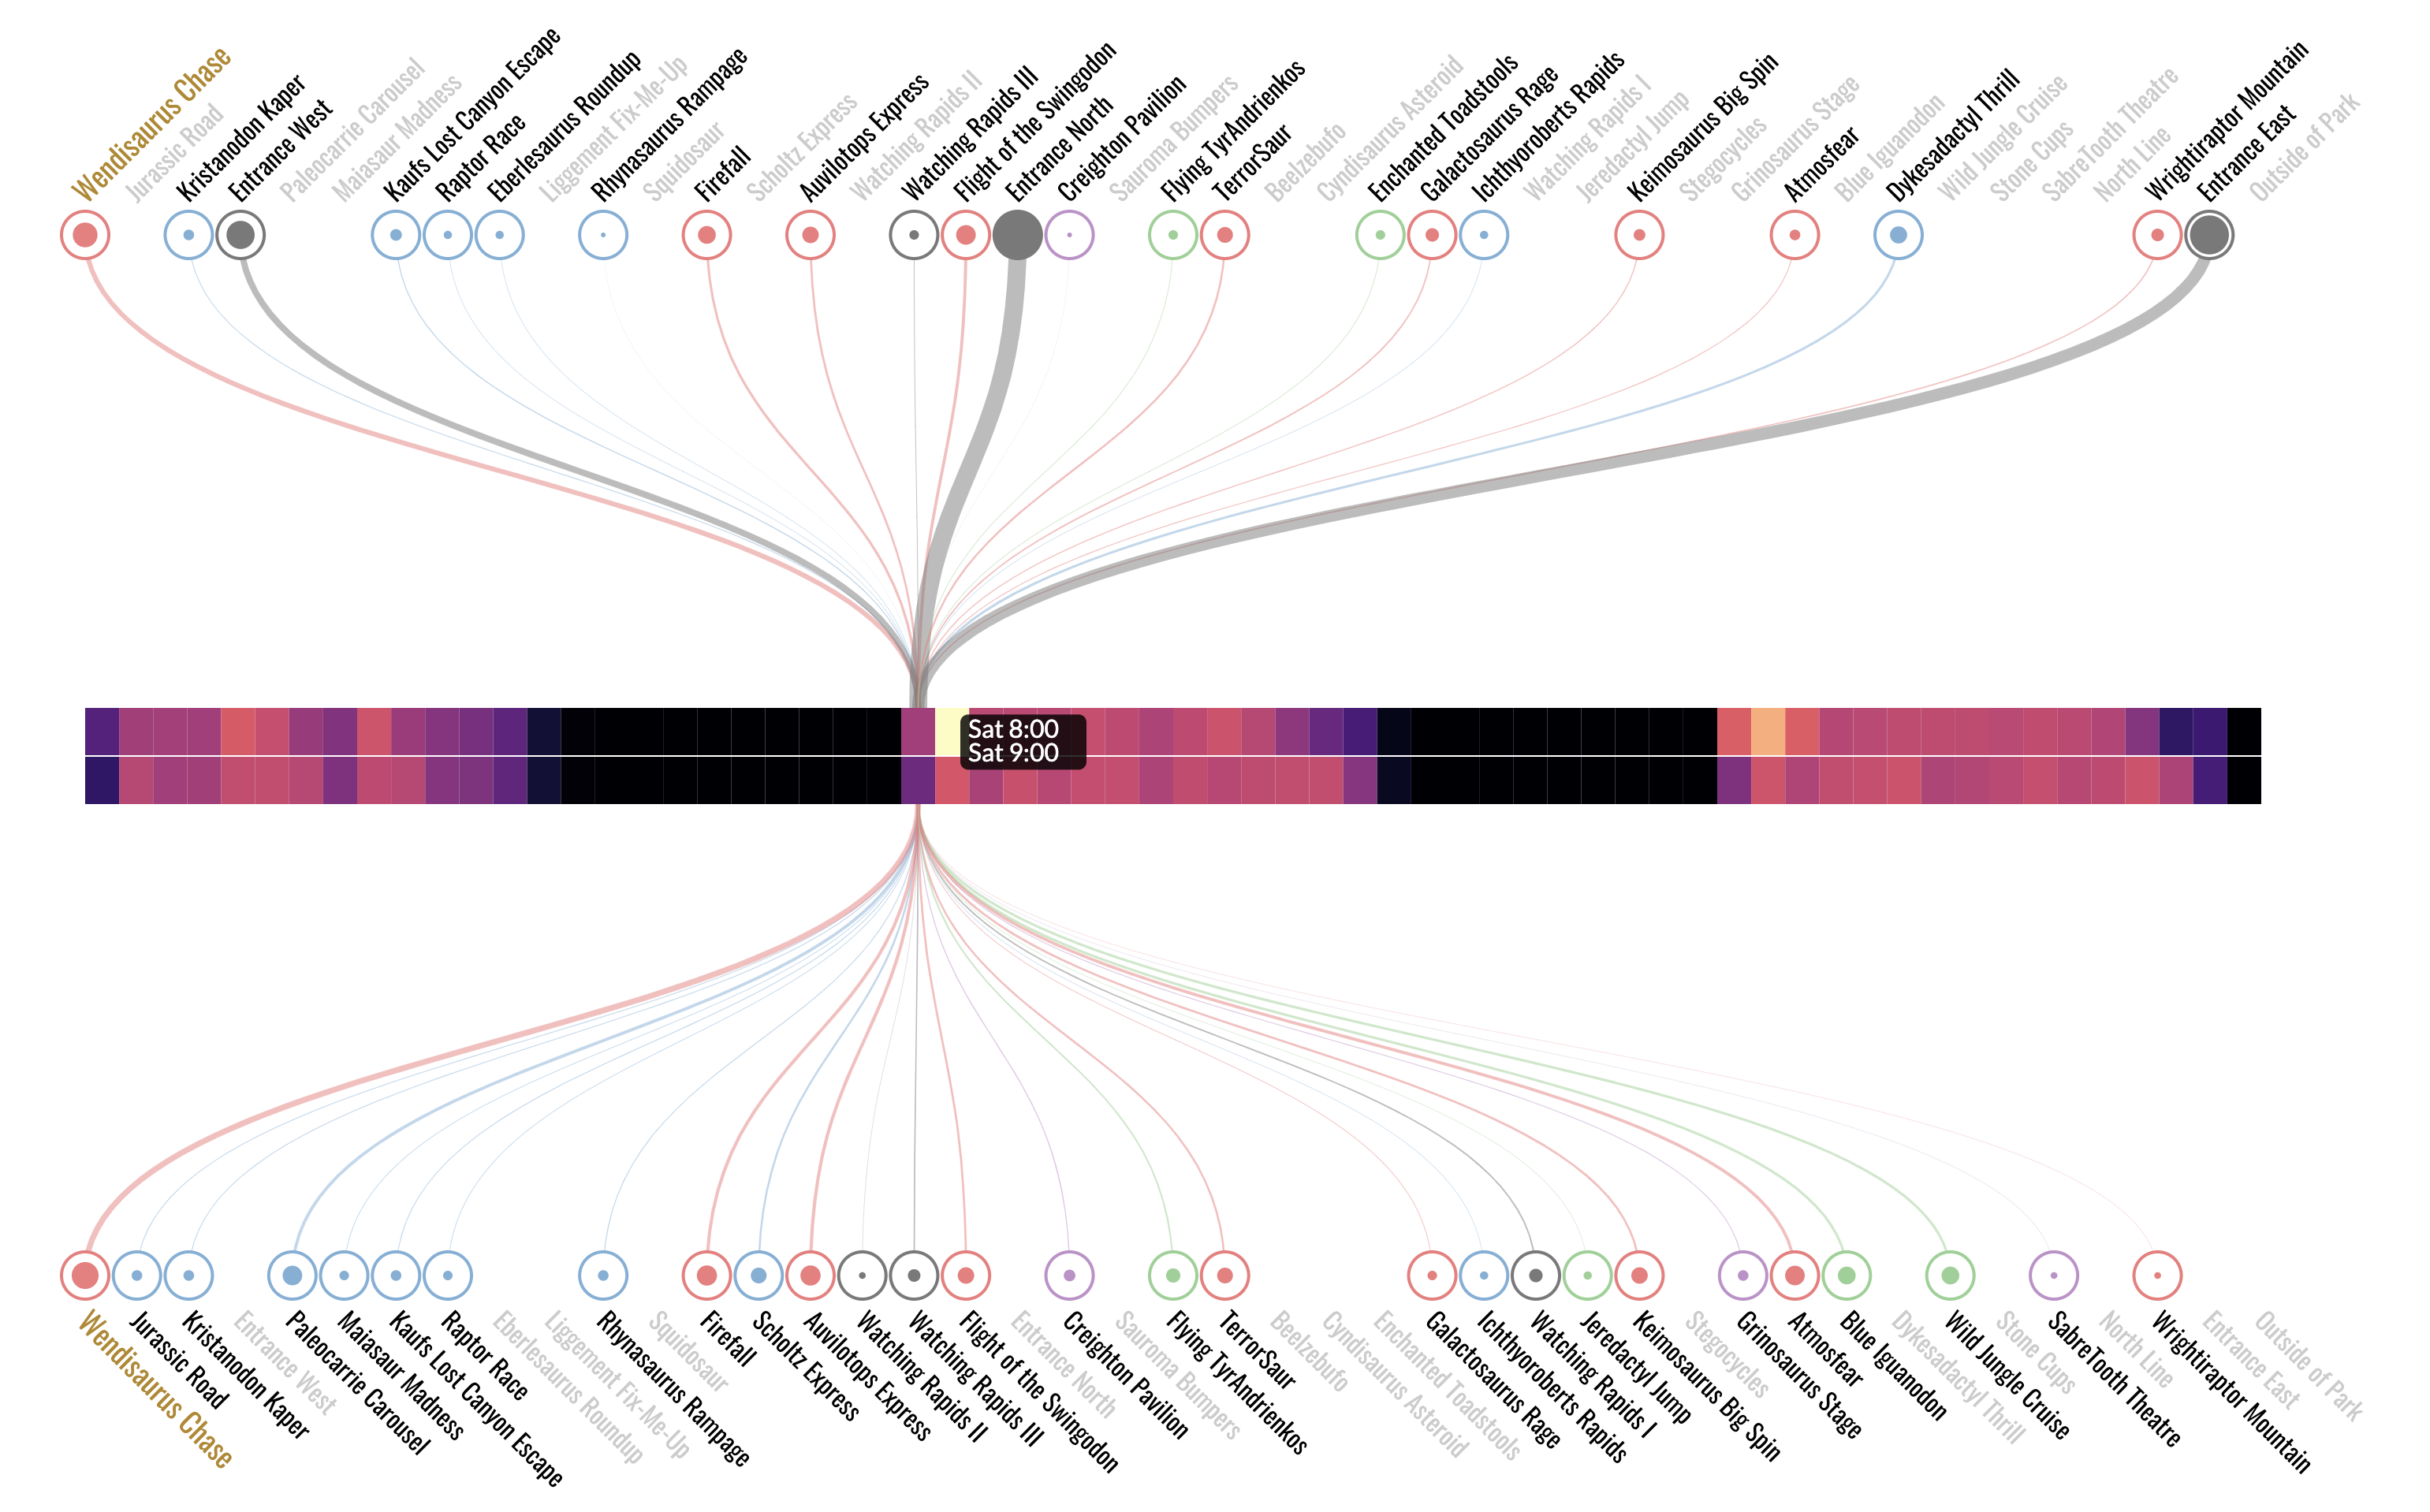 Wendisaurus Chase
Jurassic Road
Kristanodon Kaper
Entrance West
Paleocarrie Carousel
Maiasaur Madness
Kaufs Lost Canyon Escape
Raptor Race
Eberlesaurus Roundup
Liggement Fix-Me-Up
Rhynasaurus Rampage
Squidosaur
Firefall
Scholtz Express
Auvilotops Express
Watching Rapids II
Watching Rapids III
Flight of the Swingodon
Entrance North
Creighton Pavilion
Sauroma Bumpers
Flying TyrAndrienkos
TerrorSaur
Beelzebufo
Cyndisaurus Asteroid
Enchanted Toadstools
Galactosaurus Rage
Ichthyoroberts Rapids
Watching Rapids I
Jeredactyl Jump
Keimosaurus Big Spin
Stegocycles
Grinosaurus Stage
Atmosfear
Blue Iguanodon
Dykesadactyl Thrill
Wild Jungle Cruise
Stone Cups
SabreTooth Theatre
North Line
Wrightiraptor Mountain
Entrance East
Outside of Park
Sat 8:00
Sat 9:00
Wendisaurus Chase
Jurassic Road
Kristanodon Kaper
Entrance West
Paleocarrie Carousel
Maiasaur Madness
Kaufs Lost Canyon Escape
Raptor Race
Eberlesaurus Roundup
Liggement Fix-Me-Up
Rhynasaurus Rampage
Squidosaur
Firefall
Scholtz Express
Auvilotops Express
Watching Rapids II
Watching Rapids III
Flight of the Swingodon
Entrance North
Creighton Pavilion
Sauroma Bumpers
Flying TyrAndrienkos
TerrorSaur
Beelzebufo
Cyndisaurus Asteroid
Enchanted Toadstools
Galactosaurus Rage
Ichthyoroberts Rapids
Watching Rapids I
Jeredactyl Jump
Keimosaurus Big Spin
Stegocycles
Grinosaurus Stage
Atmosfear
Blue Iguanodon
Dykesadactyl Thrill
Wild Jungle Cruise
Stone Cups
SabreTooth Theatre
North Line
Wrightiraptor Mountain
Entrance East
Outside of Park